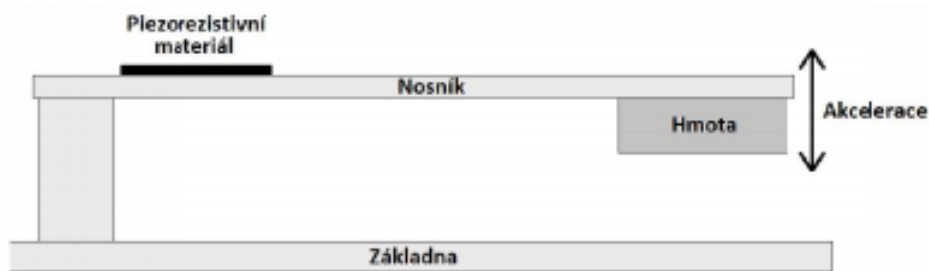 Piezorezistivní
materiál
Nosník
Hmota
Akcelerace
Základna